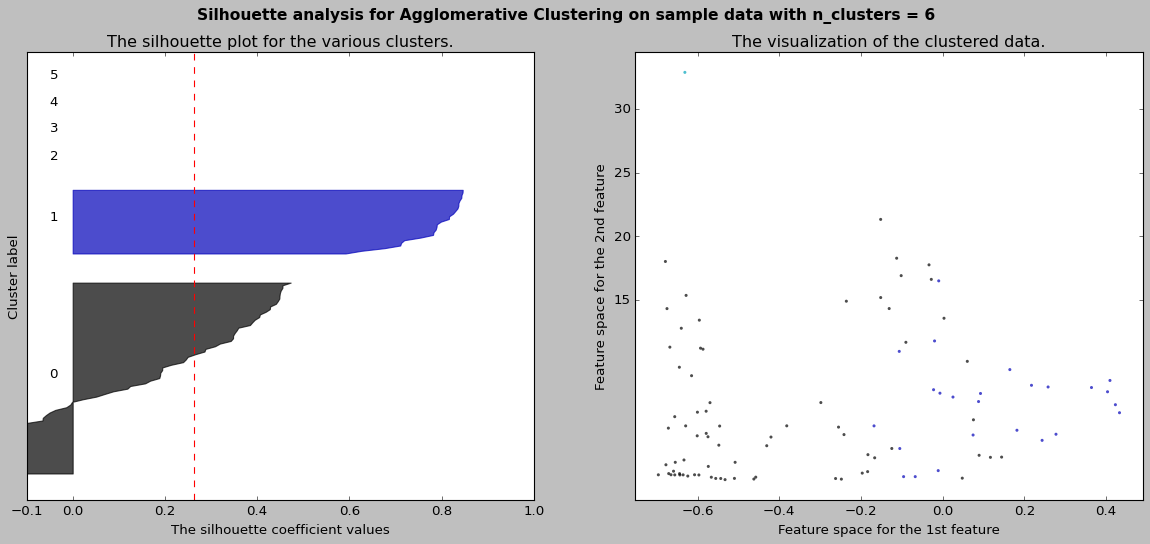 Silhouette analysis for Agglomerative Clustering on sample data with n_clusters = 6
The silhouette plot for the various clusters.
5
4
3
2
1
0
Cluster label
−0.1 0.0 0.2 0.4 0.6 0.8 1.0
The silhouette coefficient values
The visualization of the clustered data.
30
25
20
15
Feature space for the 2nd feature
−0.6 −0.4 −0.2 0.0 0.2 0.4
Feature space for the 1st feature